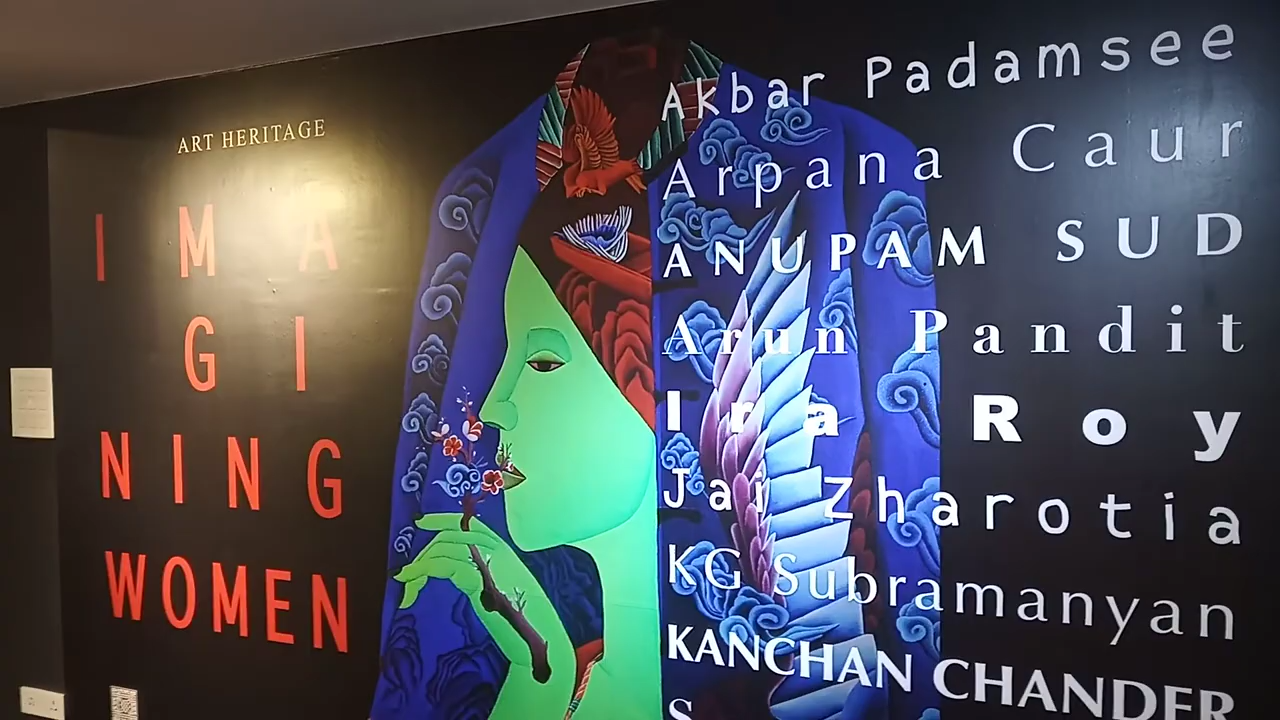 ART HERITAGE
I M A
G I
N I N G
WOMEN
Akbar Padamsee
Arpana Caur
ANUPAM SUD
Arun Pandit
Ira Roy
Jai Zharotia
KG Subramanyan
KANCHAN CHANDER